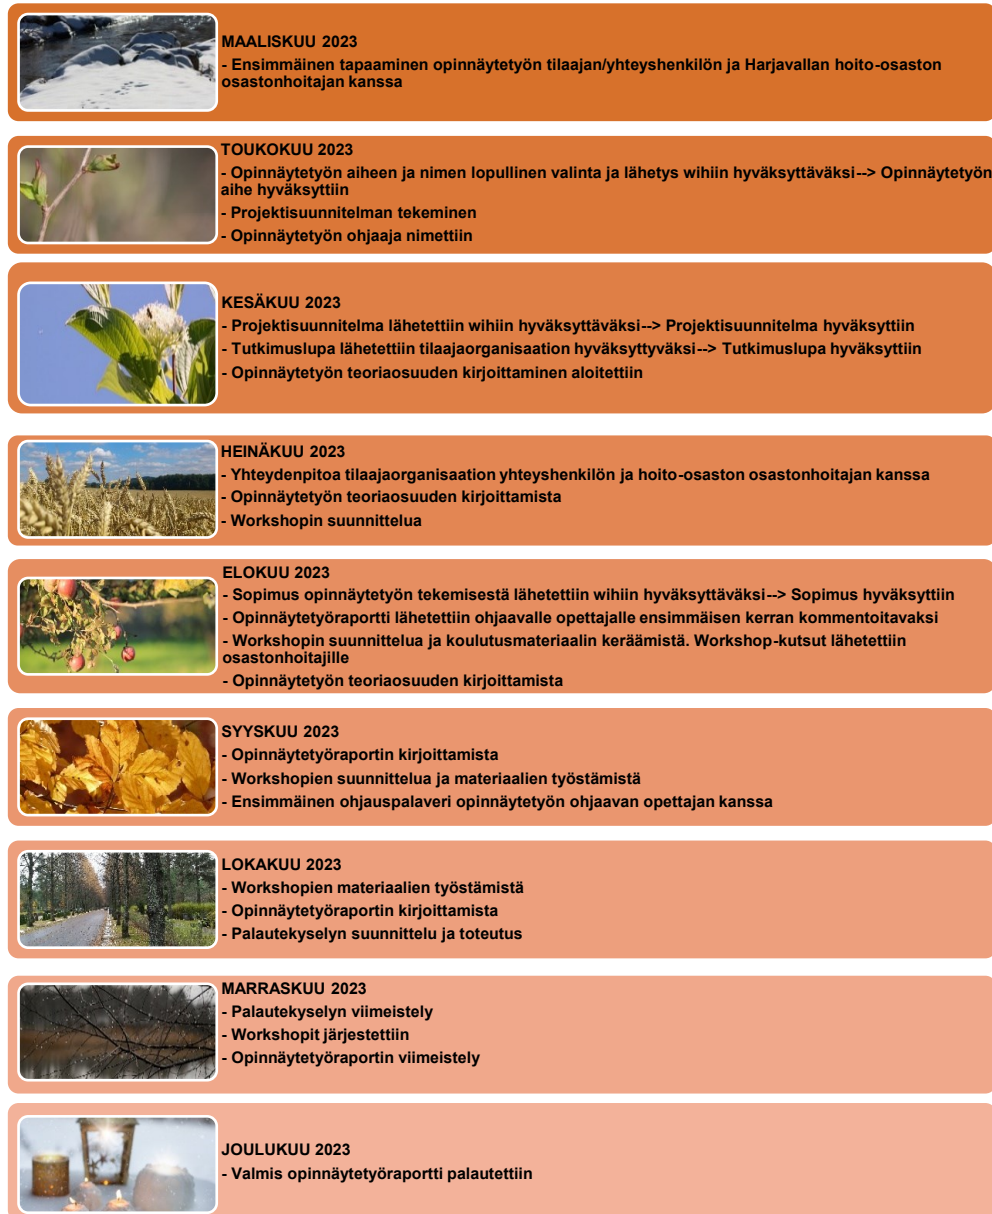 MAALISKUU 2023
- Ensimmäinen tapaaminen opinnäytetyön tilaajan/yhteyshenkilön ja Harjavallan hoito-osaston
osastonhoitajan kanssa
TOUKOKUU 2023
- Opinnäytetyön aiheen ja nimen lopullinen valinta ja lähetys wihiin hyväksyttäväksi--> Opinnäytetyön
aihe hyväksyttiin
- Projektisuunnitelman tekeminen
- Opinnäytetyön ohjaaja nimettiin
KESÄKUU 2023
- Projektisuunnitelma lähetettiin wihiin hyväksyttäväksi--> Projektisuunnitelma hyväksyttiin
- Tutkimuslupa lähetettiin tilaajaorganisaation hyväksyttyväksi--> Tutkimuslupa hyväksyttiin
- Opinnäytetyön teoriaosuuden kirjoittaminen aloitettiin
HEINÄKUU 2023
- Yhteydenpitoa tilaajaorganisaation yhteyshenkilön ja hoito-osaston osastonhoitajan kanssa
- Opinnäytetyön teoriaosuuden kirjoittamista
- Workshopin suunnittelua
ELOKUU 2023
- Sopimus opinnäytetyön tekemisestä lähetettiin wihiin hyväksyttäväksi--> Sopimus hyväksyttiin
- Opinnäytetyöraportti lähetettiin ohjaavalle opettajalle ensimmäisen kerran kommentoitavaksi
- Workshopin suunnittelua ja koulutusmateriaalin keräämistä. Workshop-kutsut lähetettiin
osastonhoitajille
- Opinnäytetyön teoriaosuuden kirjoittamista
SYYSKUU 2023
- Opinnäytetyöraportin kirjoittamista
- Workshopien suunnittelua ja materiaalien työstämistä
- Ensimmäinen ohjauspalaveri opinnäytetyön ohjaavan opettajan kanssa
LOKAKUU 2023
- Workshopien materiaalien työstämistä
- Opinnäytetyöraportin kirjoittamista
- Palautekyselyn suunnittelu ja toteutus
MARRASKUU 2023
- Palautekyselyn viimeistely
- Workshopit järjestettiin
- Opinnäytetyöraportin viimeistely
JOULUKUU 2023
- Valmis opinnäytetyöraportti palautettiin